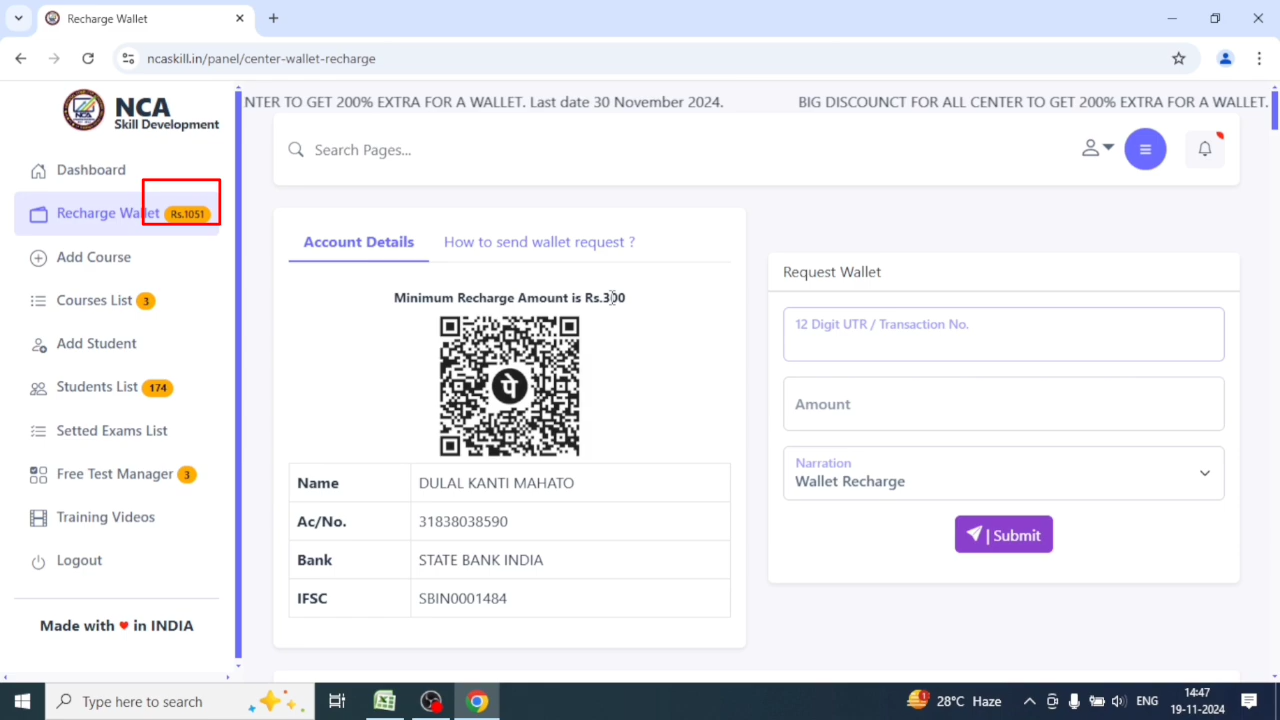 Recharge Wallet
ncaskill.in/panel/center-wallet-recharge
NCA
Skill Development
NTER TO GET 200% EXTRA FOR A WALLET. Last date 30 November 2024.
BIG DISCOUNCT FOR ALL CENTER TO GET 200% EXTRA FOR A WALLET.
Search Pages...
Dashboard
Recharge Wallet Rs.1051
Add Course
Courses List 3
Add Student
Students List 174
Setted Exams List
Free Test Manager 3
Training Videos
Logout
Made with ♥ in INDIA
Account Details
How to send wallet request ?
Minimum Recharge Amount is Rs.300
पे
Name DULAL KANTI MAHATO
Ac/No. 31838038590
Bank STATE BANK INDIA
IFSC SBIN0001484
Request Wallet
12 Digit UTR / Transaction No.
Amount
Narration
Wallet Recharge
| Submit
Type here to search
1
28°C Haze
ENG
14:47
19-11-2024